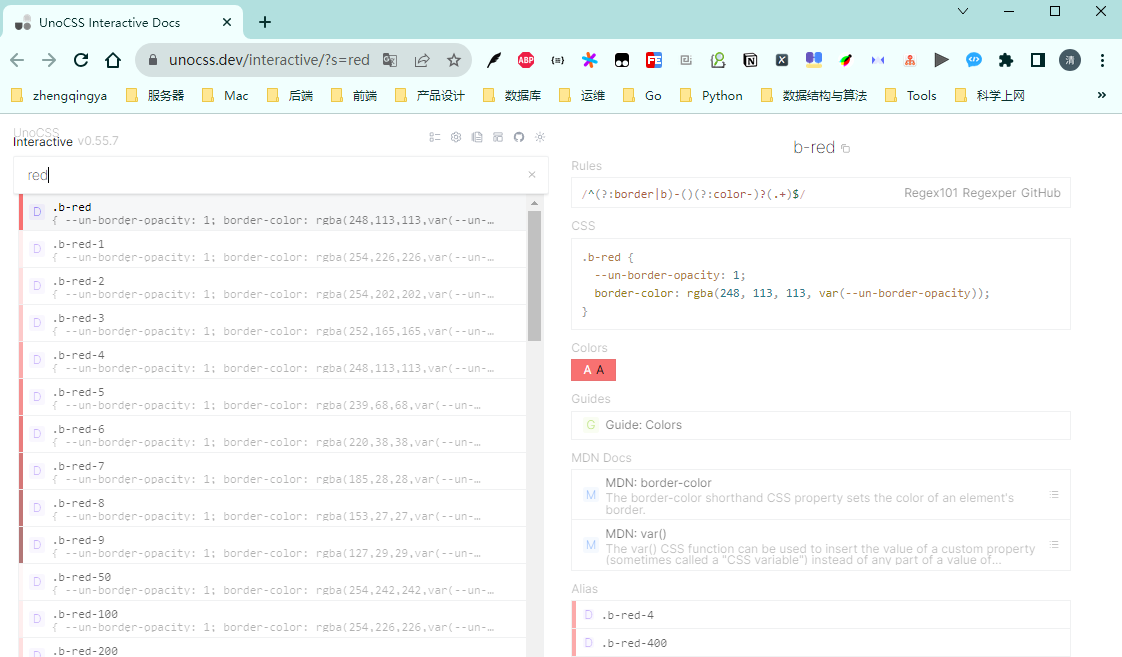 UnoCSS Interactive Docs
unocss.dev/interactive/?s=red
ABP
FE
清
zhengqingya
服务器
Mac
后端
前端
产品设计
数据库
运维
Go
Python
数据结构与算法
Tools
科学上网
»
UnoCSS
Interactive v0.55.7
red
D .b-red
{ --un-border-opacity: 1; border-color: rgba(248,113,113,var(--un-…
D .b-red-1
{ --un-border-opacity: 1; border-color: rgba(254,226,226,var(--un-…
D .b-red-2
{ --un-border-opacity: 1; border-color: rgba(254,202,202,var(--un-…
D .b-red-3
{ --un-border-opacity: 1; border-color: rgba(252,165,165,var(--un-…
D .b-red-4
{ --un-border-opacity: 1; border-color: rgba(248,113,113,var(--un-…
D .b-red-5
{ --un-border-opacity: 1; border-color: rgba(239,68,68,var(--un-…
D .b-red-6
{ --un-border-opacity: 1; border-color: rgba(220,38,38,var(--un-…
D .b-red-7
{ --un-border-opacity: 1; border-color: rgba(185,28,28,var(--un-…
D .b-red-8
{ --un-border-opacity: 1; border-color: rgba(153,27,27,var(--un-…
D .b-red-9
{ --un-border-opacity: 1; border-color: rgba(127,29,29,var(--un-…
D .b-red-50
{ --un-border-opacity: 1; border-color: rgba(254,242,242,var(--un-…
D .b-red-100
{ --un-border-opacity: 1; border-color: rgba(254,226,226,var(--un-…
D .b-red-200
b-red
Rules
/^(?:border|b)-()(?:color-)?(.+)$/ Regex101 Regexper GitHub
CSS
.b-red {
--un-border-opacity: 1;
border-color: rgba(248, 113, 113, var(--un-border-opacity));
}
Colors
A A
Guides
G Guide: Colors
MDN Docs
M MDN: border-color
The border-color shorthand CSS property sets the color of an element's
border.
M MDN: var()
The var() CSS function can be used to insert the value of a custom property
(sometimes called a "CSS variable") instead of any part of a value of…
Alias
D .b-red-4
D .b-red-400